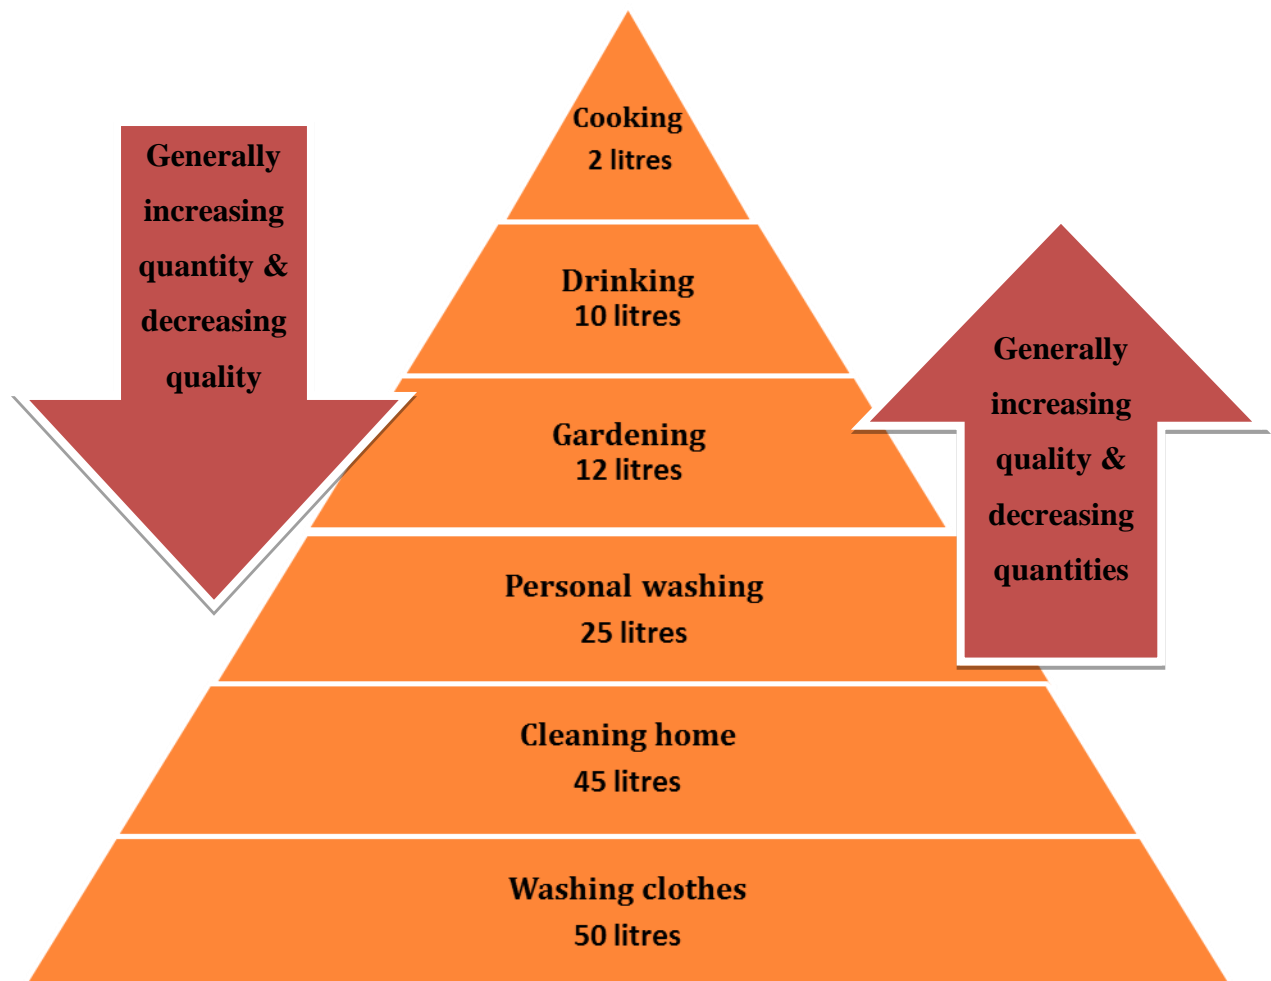 Cooking
2 litres
Generally
increasing
quantity &
decreasing
quality
Drinking
10 litres
Gardening
12 litres
Generally
increasing
quality &
decreasing
quantities
Personal washing
25 litres
Cleaning home
45 litres
Washing clothes
50 litres